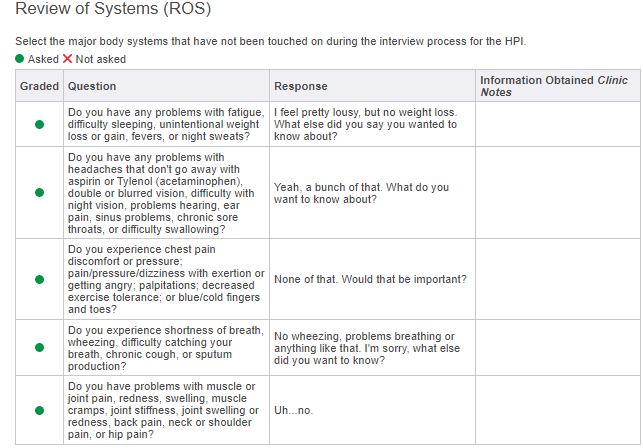 Review of Systems (ROS)
Select the major body systems that have not been touched on during the interview process for the HPI.
Asked Not asked
Graded Question Response Information Obtained Clinic Notes
Do you have any problems with fatigue,
difficulty sleeping, unintentional weight
loss or gain, fevers, or night sweats?
I feel pretty lousy, but no weight loss.
What else did you say you wanted to
know about?
Do you have any problems with
headaches that don't go away with
aspirin or Tylenol (acetaminophen),
double or blurred vision, difficulty with
night vision, problems hearing, ear
pain, sinus problems, chronic sore
throats, or difficulty swallowing?
Yeah, a bunch of that. What do you
want to know about?
Do you experience chest pain
discomfort or pressure;
pain/pressure/dizziness with exertion or
getting angry; palpitations; decreased
exercise tolerance; or blue/cold fingers
and toes?
None of that. Would that be important?
Do you experience shortness of breath,
wheezing, difficulty catching your
breath, chronic cough, or sputum
production?
No wheezing, problems breathing or
anything like that. I'm sorry, what else
did you want to know?
Do you have problems with muscle or
joint pain, redness, swelling, muscle
cramps, joint stiffness, joint swelling or
redness, back pain, neck or shoulder
pain, or hip pain?
Uh...no.